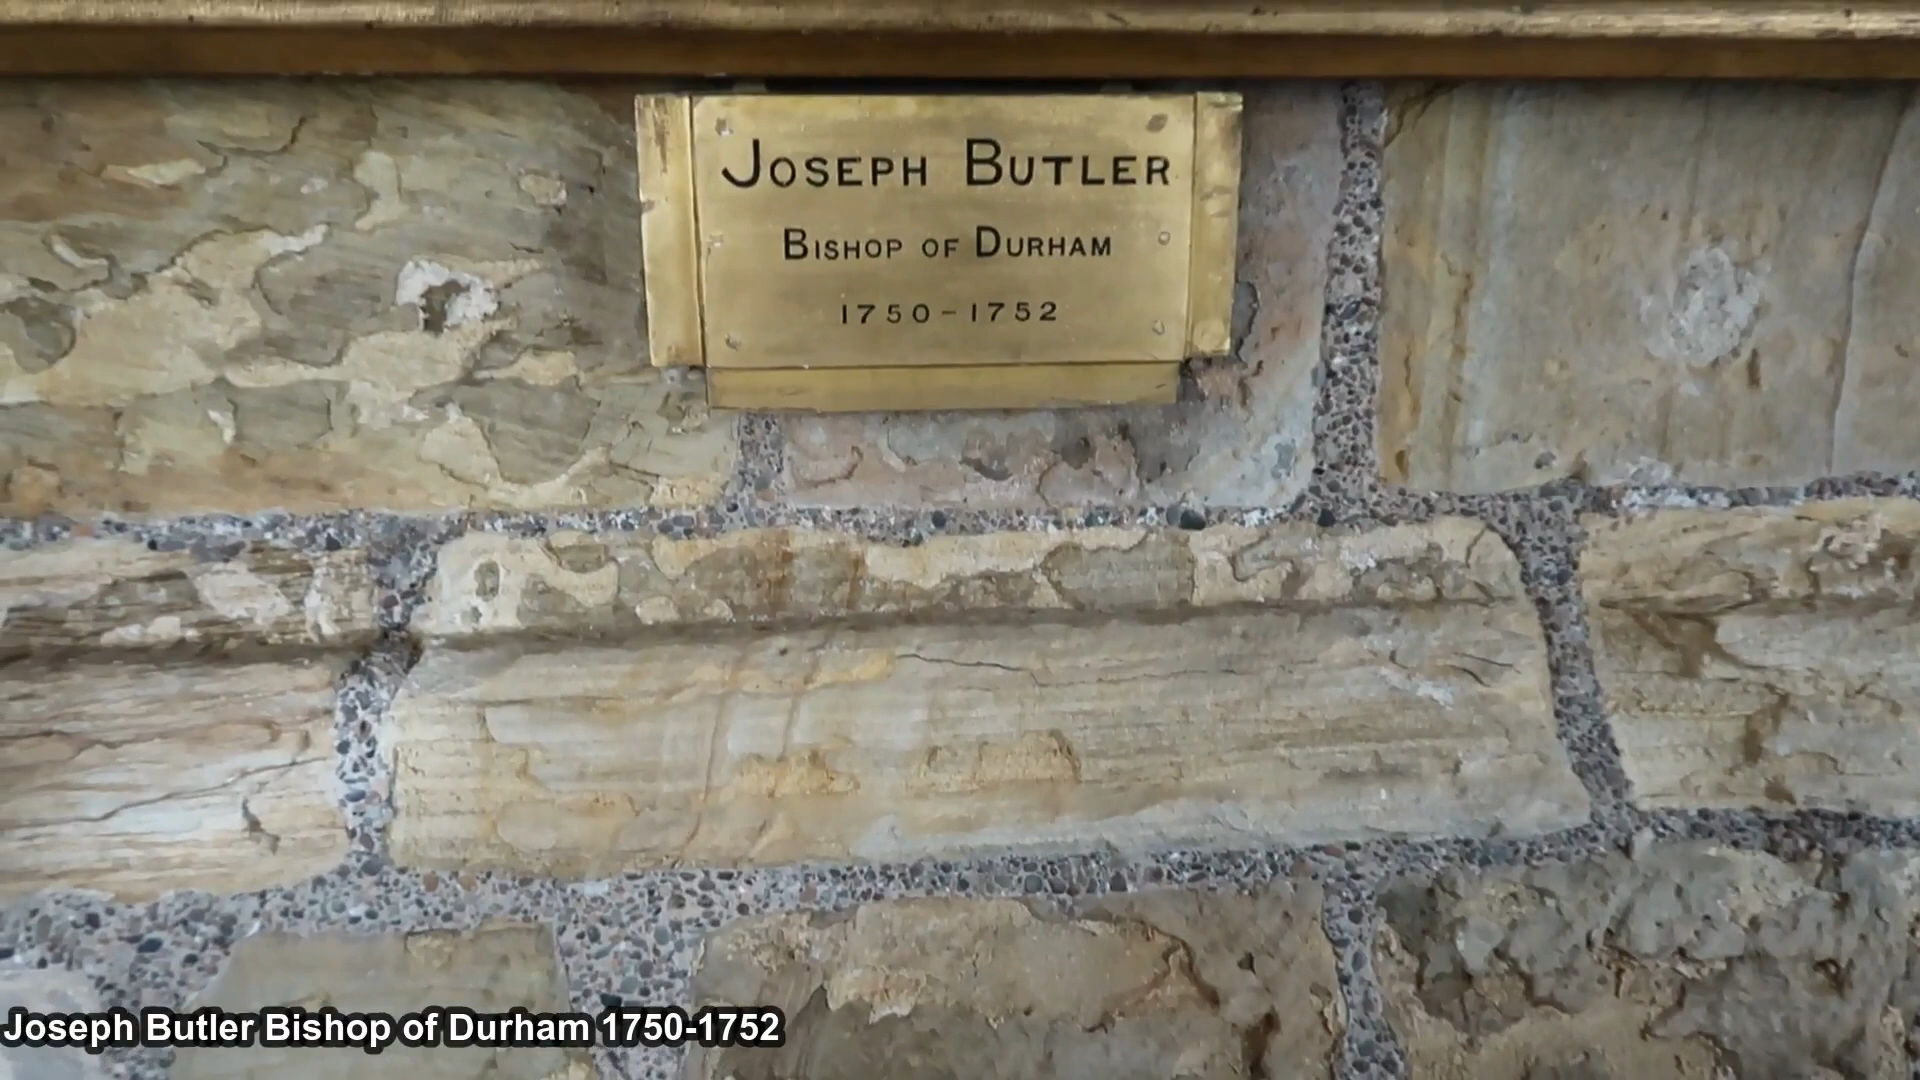 JOSEPH BUTLER
BISHOP OF DURHAM
1750-1752
Joseph Butler Bishop of Durham 1750-1752